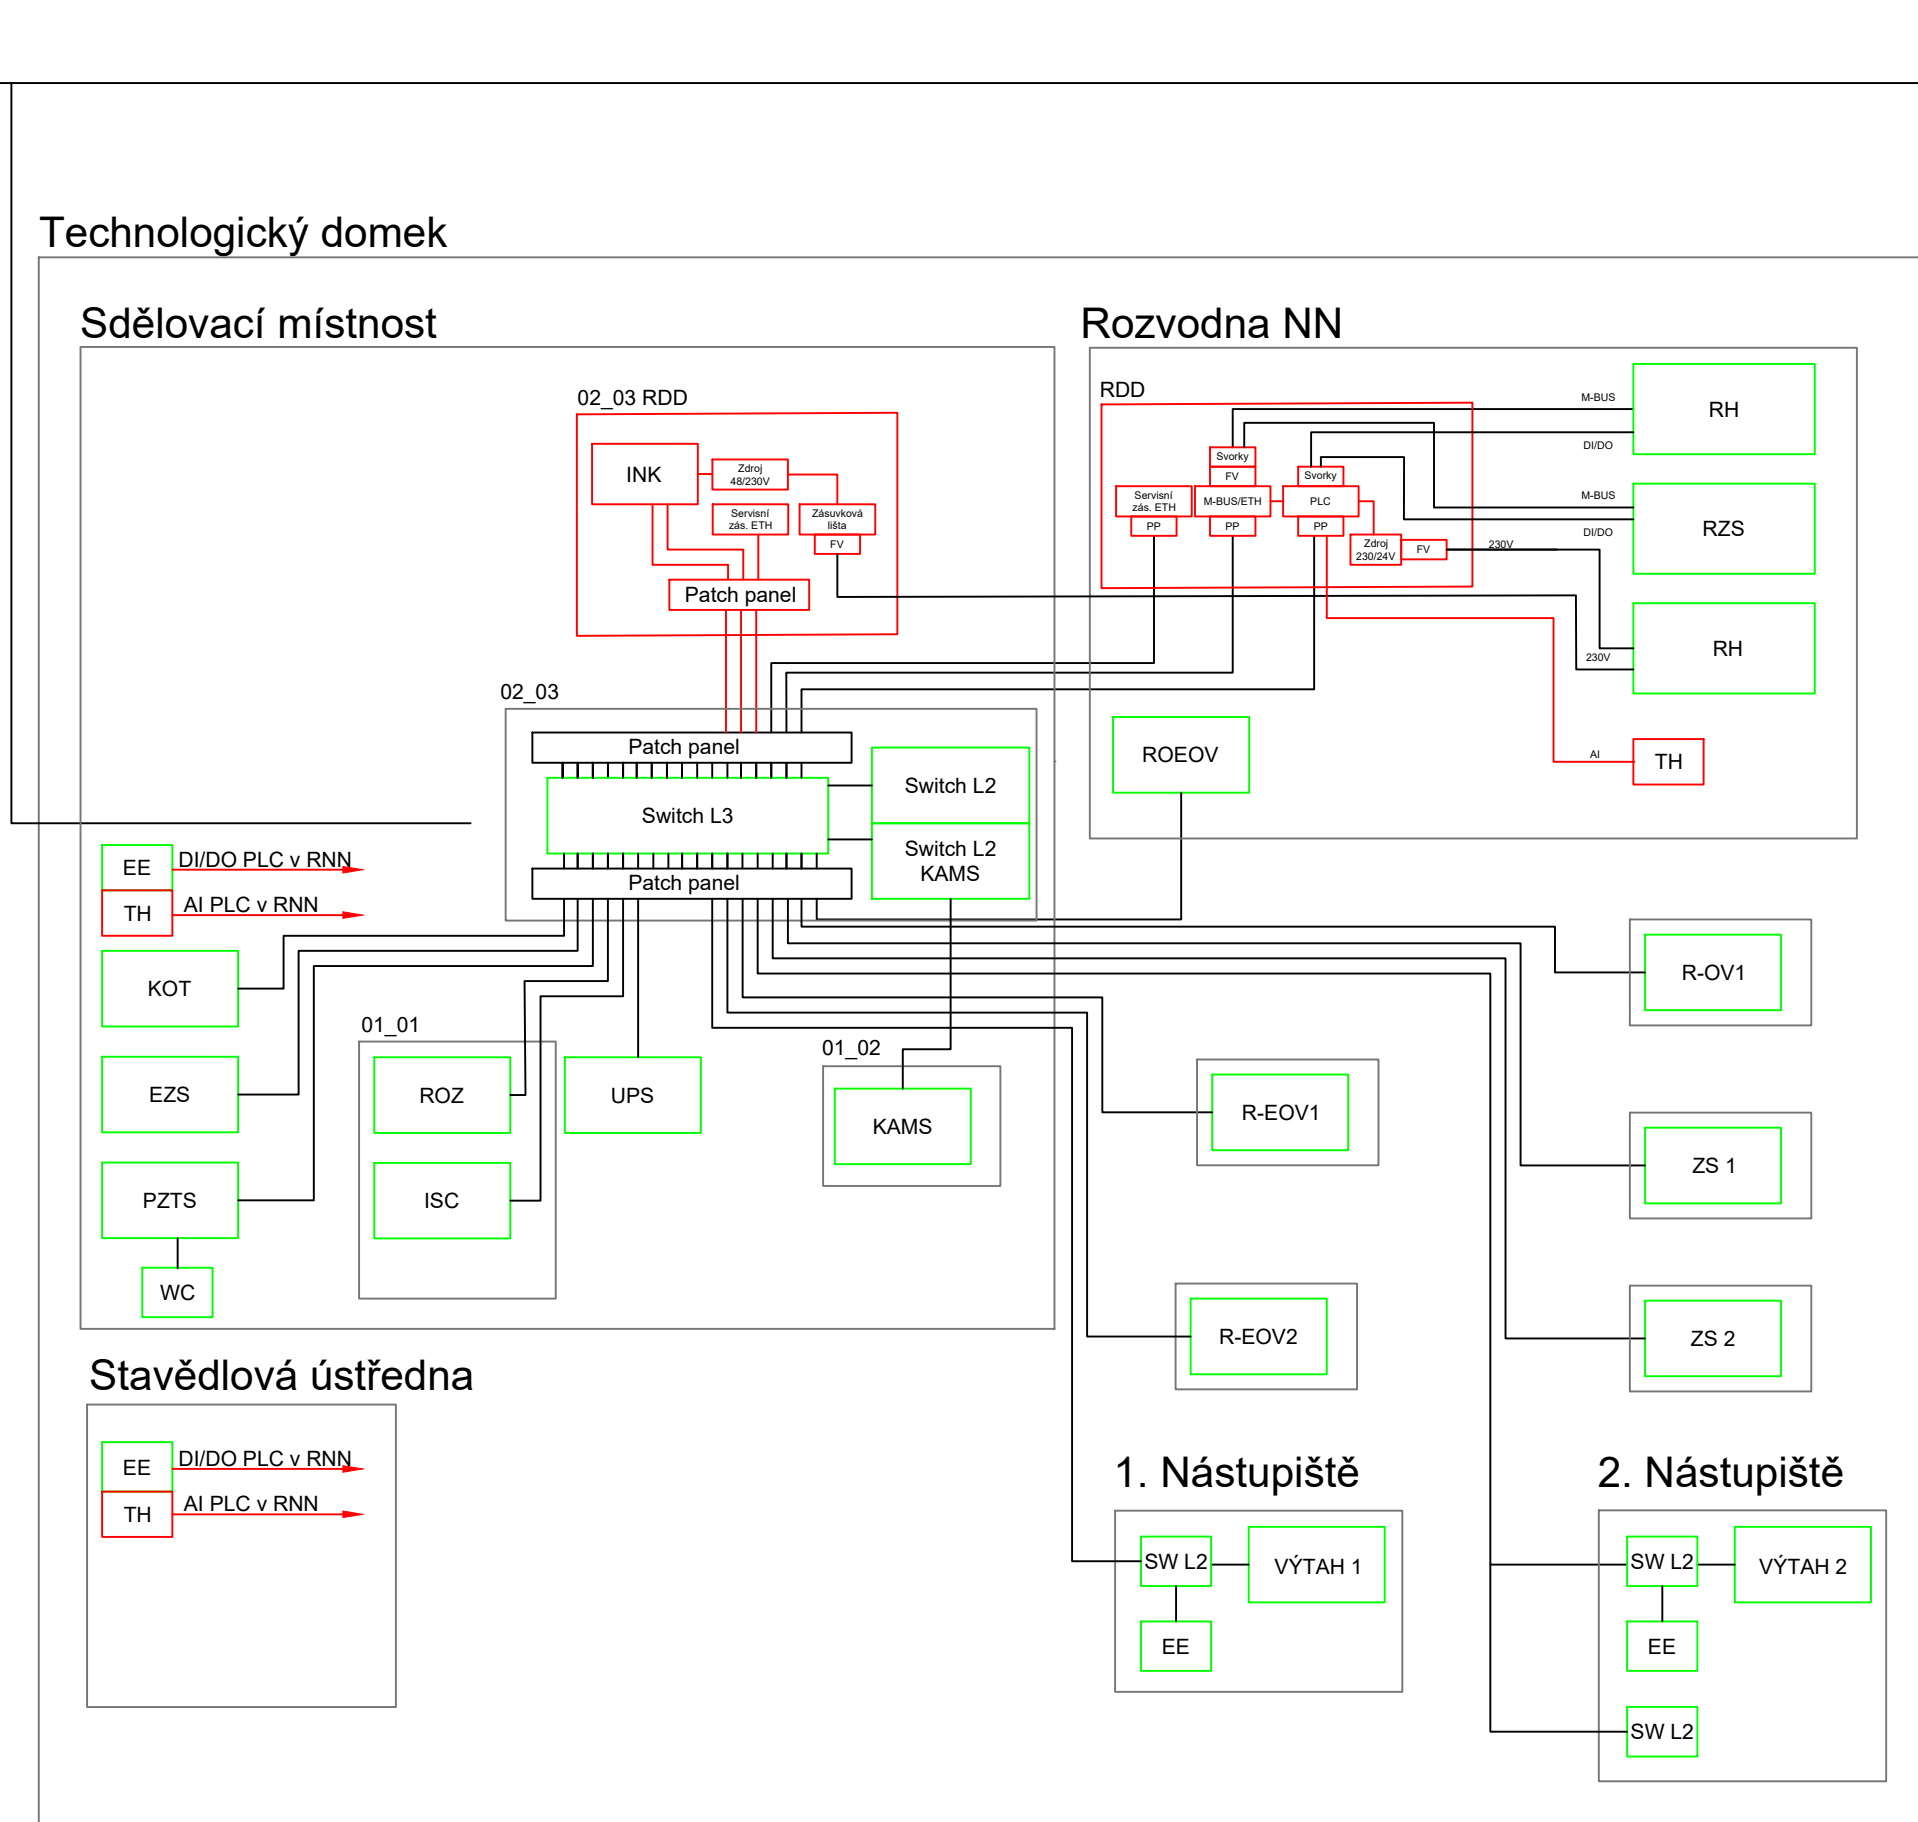 Technologický domek
Sdělovací místnost
Rozvodna NN
02_03 RDD
INK
Zdroj
48/230V
Servisní
zás. ETH
Zásuvková
lišta
FV
Patch panel
RDD
Svorky
FV
Servisní
zás. ETH
PP
M-BUS/ETH
PP
Svorky
PLC
PP
Zdroj
230/24V
FV
230V
M-BUS
DI/DO
RH
M-BUS
DI/DO
RZS
230V
RH
AI
TH
ROEOV
02_03
Patch panel
Switch L3
Patch panel
Switch L2
Switch L2
KAMS
EE
DI/DO PLC v RNN
TH
AI PLC v RNN
KOT
EZS
PZTS
WC
01_01
ROZ
ISC
UPS
01_02
KAMS
R-OV1
R-EOV1
ZS 1
R-EOV2
ZS 2
Stavědlová ústředna
EE
DI/DO PLC v RNN
TH
AI PLC v RNN
1. Nástupiště
SW L2
VÝTAH 1
EE
2. Nástupiště
SW L2
VÝTAH 2
EE
SW L2